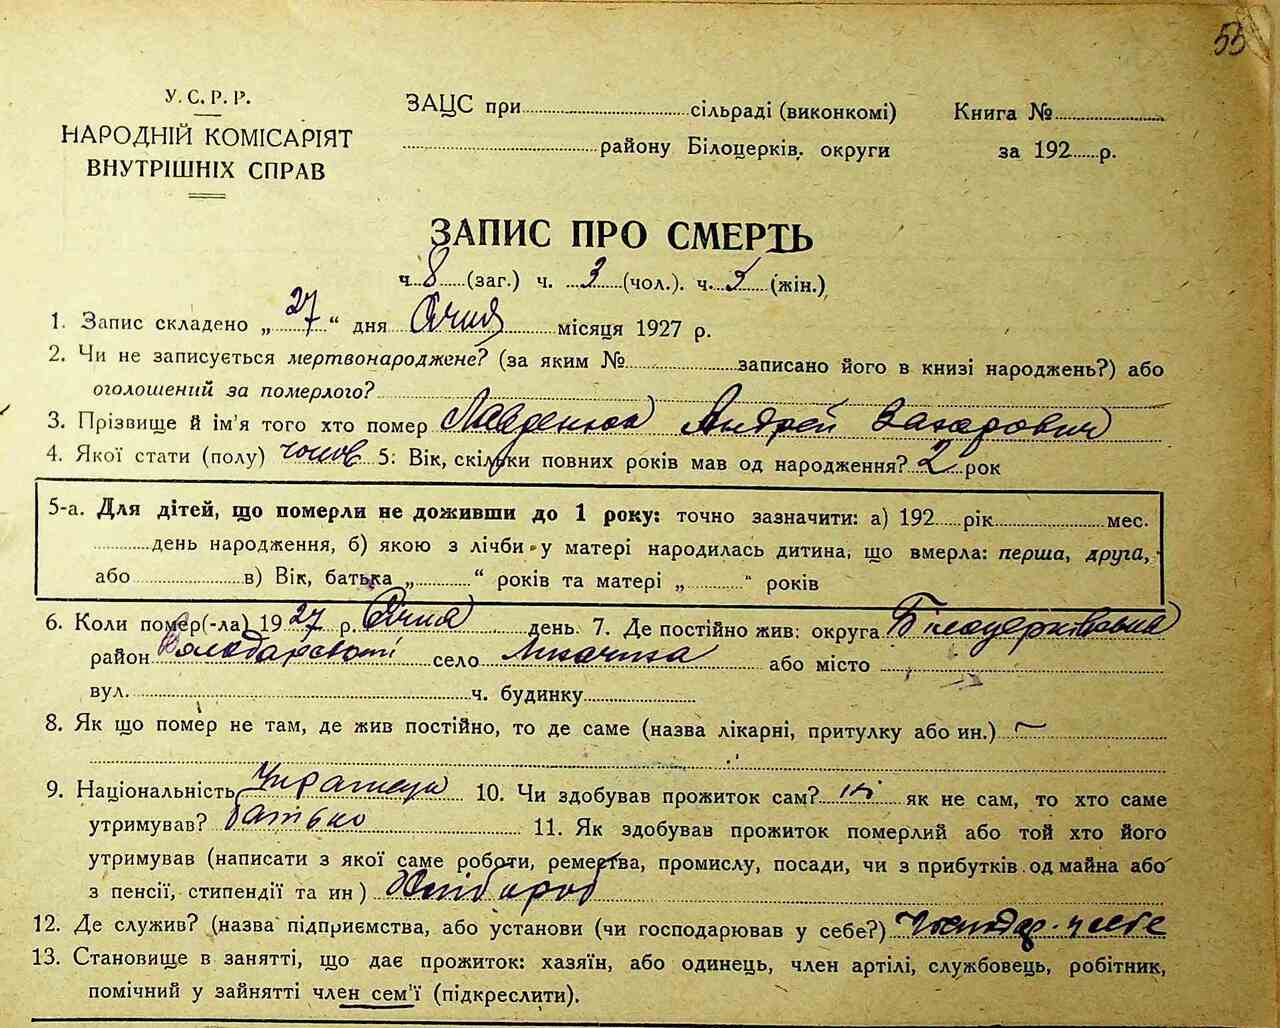 55
У. С. Р. Р.
НАРОДНІЙ КОМІСАРІЯТ
ВНУТРІШНІХ СПРАВ
ЗАЦС при сільраді (виконкомі)
району Білоцерків. округи
Книга №
за 192 р.
ЗАПИС ПРО СМЕРТЬ
ч. 8 (заг.) ч. 3 (чол.). ч. 5 (жін.)
1. Запис складено „ 27 “ дня Січня місяця 1927 р.
2. Чи не записується мертвонароджене? (за яким № записано його в книзі народжень?) або
оголошений за померлого?
3. Прізвище й ім'я того хто помер Андрей Захарович
4. Якої стати (полу) 5: Вік, скільки повних років мав од народження? 2 рок
5-а. Для дітей, що померли не доживши до 1 року: точно зазначити: а) 192 рік мес.
день народження, б) якою з лічби у матері народилась дитина, що вмерла: перша, друга,
або в) Вік, батька „ “ років та матері „ “ років
6. Коли помер(-ла) 1927 р. Січня день. 7. Де постійно жив: округа Білоцерківська
район село або місто
вул. ч. будинку
8. Як що помер не там, де жив постійно, то де саме (назва лікарні, притулку або ин.) —
9. Національність 10. Чи здобував прожиток сам? ні як не сам, то хто саме
утримував? батько 11. Як здобував прожиток померлий або той хто його
утримував (написати з якої саме роботи, ремества, промислу, посади, чи з прибутків од майна або
з пенсії, стипендії та ин) Хлібороб
12. Де служив? (назва підприємства, або установи (чи господарював у себе?)
13. Становище в занятті, що дає прожиток: хазяїн, або одинець, член артілі, службовець, робітник,
помічний у зайнятті член сем'ї (підкреслити).